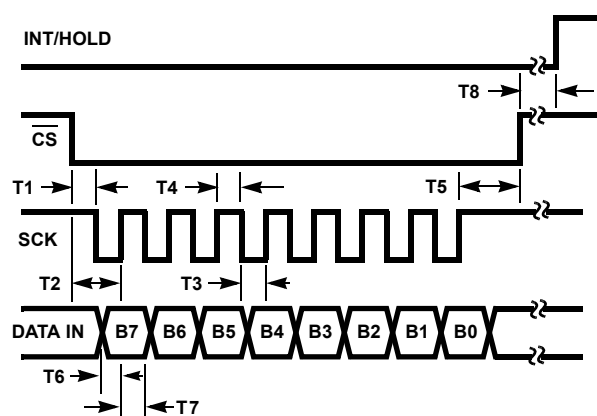 INT/HOLD
T8
CS
T1
T4
T5
SCK
T2
T3
DATA IN B7 B6 B5 B4 B3 B2 B1 B0
T6
T7